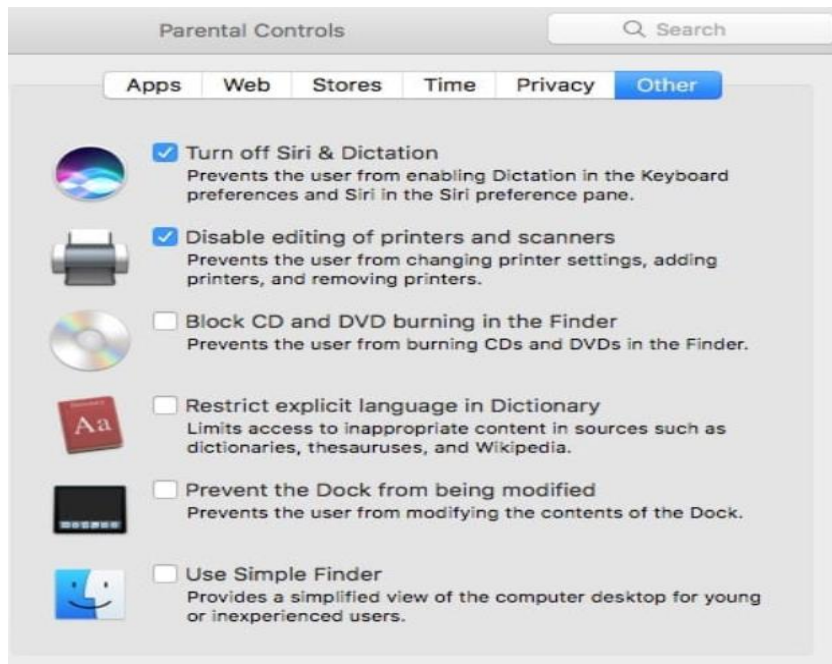 Parental Controls
Search
Apps Web Stores Time Privacy Other
Turn off Siri & Dictation
Prevents the user from enabling Dictation in the Keyboard
preferences and Siri in the Siri preference pane.
Disable editing of printers and scanners
Prevents the user from changing printer settings, adding
printers, and removing printers.
Block CD and DVD burning in the Finder
Prevents the user from burning CDs and DVDs in the Finder.
Aa
Restrict explicit language in Dictionary
Limits access to inappropriate content in sources such as
dictionaries, thesauruses, and Wikipedia.
Prevent the Dock from being modified
Prevents the user from modifying the contents of the Dock.
Use Simple Finder
Provides a simplified view of the computer desktop for young
or inexperienced users.